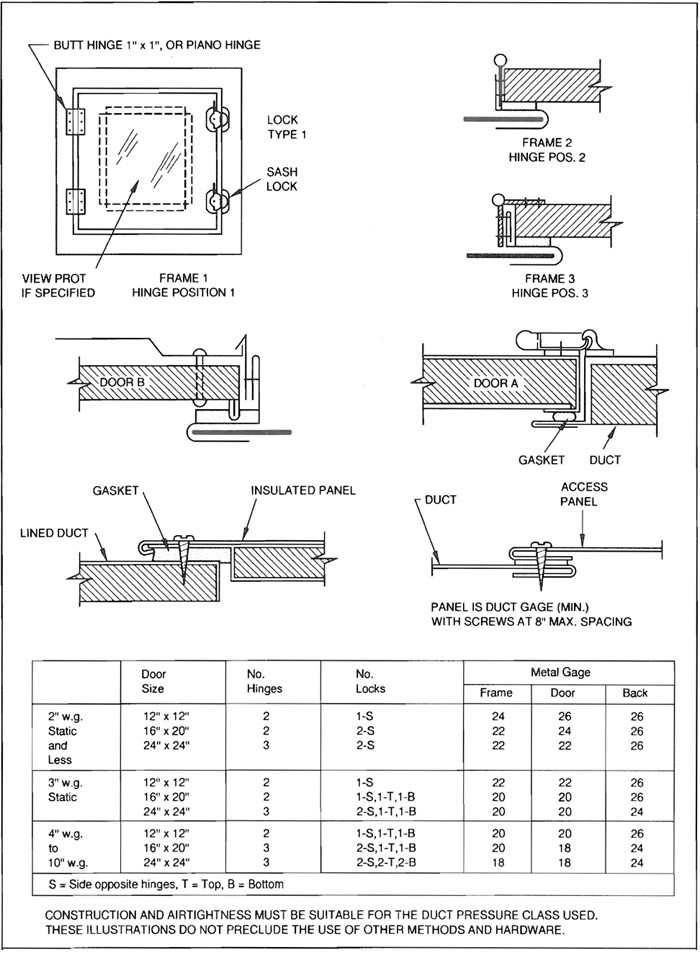 BUTT HINGE 1" x 1", OR PIANO HINGE
LOCK
TYPE 1
SASH
LOCK
VIEW PROT
IF SPECIFIED
FRAME 1
HINGE POSITION 1
FRAME 2
HINGE POS. 2
FRAME 3
HINGE POS. 3
DOOR B
DOOR A
GASKET
DUCT
GASKET
INSULATED PANEL
LINED DUCT
DUCT
ACCESS
PANEL
PANEL IS DUCT GAGE (MIN.)
WITH SCREWS AT 8" MAX. SPACING
Door Size No. Hinges No. Locks Metal Gage
Frame Door Back
2" w.g. 12" x 12" 2 1-S 24 26 26
Static 16" x 20" 2 2-S 22 24 26
and 24" x 24" 3 2-S 22 22 26
Less
3" w.g. 12" x 12" 2 1-S 22 22 26
Static 16" x 20" 2 1-S,1-T,1-B 20 20 26
24" x 24" 3 2-S,1-T,1-B 20 20 24
4" w.g. 12" x 12" 2 1-S,1-T,1-B 20 20 26
to 16" x 20" 3 2-S,1-T,1-B 20 18 24
10" w.g. 24" x 24" 3 2-S,2-T,2-B 18 18 24
S = Side opposite hinges, T = Top, B = Bottom
CONSTRUCTION AND AIRTIGHTNESS MUST BE SUITABLE FOR THE DUCT PRESSURE CLASS USED.
THESE ILLUSTRATIONS DO NOT PRECLUDE THE USE OF OTHER METHODS AND HARDWARE.